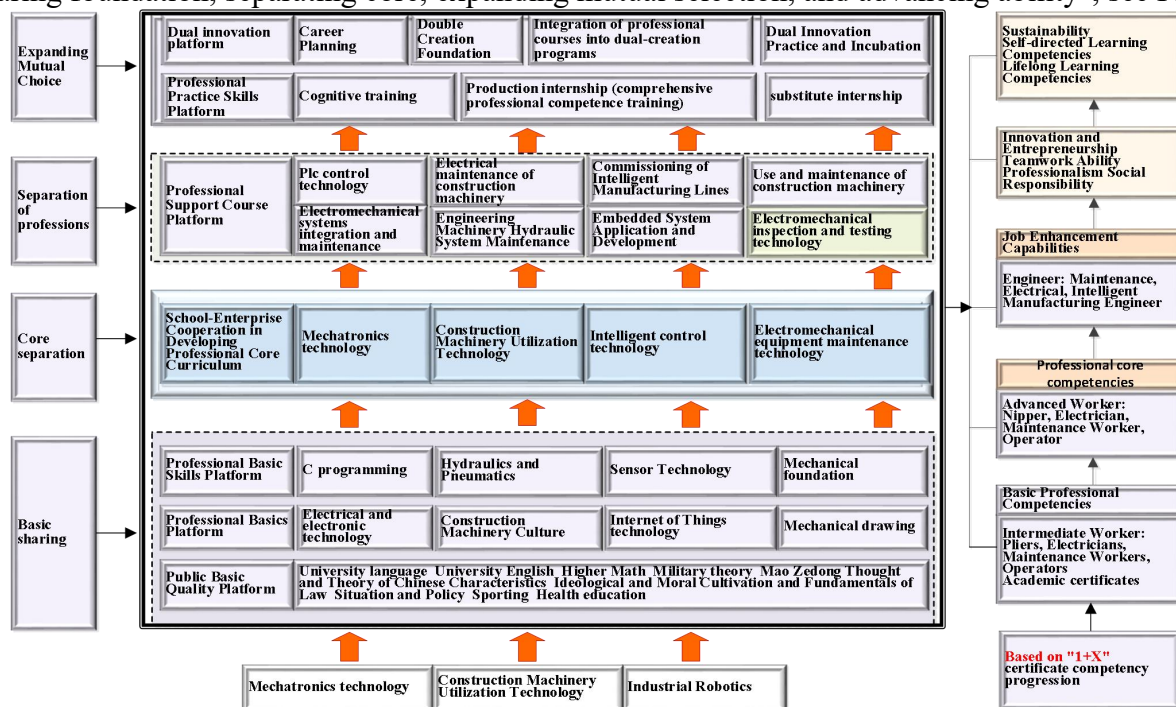 aring foundation, separating core, expanding mutual selection, and advancing ability", see
Expanding
Mutual
Choice
Dual innovation
platform
Career
Planning
Double
Creation
Foundation
Integration of professional
courses into dual-creation
programs
Dual Innovation
Practice and Incubation
Professional
Practice Skills
Platform
Cognitive training
Production internship (comprehensive
professional competence training)
substitute internship
Separation
of
professions
Professional
Support Course
Platform
Plc control
technology
Electrical
maintenance of
construction
machinery
Commissioning of
Intelligent
Manufacturing Lines
Use and maintenance of
construction machinery
Electromechanical
systems
integration and
maintenance
Engineering
Machinery Hydraulic
System Maintenance
Embedded System
Application and
Development
Electromechanical
inspection and testing
technology
Core
separation
School-Enterprise
Cooperation in
Developing
Professional Core
Curriculum
Mechatronics
technology
Construction
Machinery Utilization
Technology
Intelligent control
technology
Electromechanical
equipment maintenance
technology
Basic
sharing
Professional Basic
Skills Platform
C programming
Hydraulics and
Pneumatics
Sensor Technology
Mechanical
foundation
Professional Basics
Platform
Electrical and
electronic
technology
Construction
Machinery Culture
Internet of Things
technology
Mechanical drawing
Public Basic
Quality Platform
University language University English Higher Math Military theory Mao Zedong Thought
and Theory of Chinese Characteristics Ideological and Moral Cultivation and Fundamentals of
Law Situation and Policy Sporting Health education
Mechatronics technology
Construction Machinery
Utilization Technology
Industrial Robotics
Sustainability
Self-directed Learning
Competencies
Lifelong Learning
Competencies
Innovation and
Entrepreneurship
Teamwork Ability
Professionalism Social
Responsibility
Job Enhancement
Capabilities
Engineer: Maintenance,
Electrical, Intelligent
Manufacturing Engineer
Professional core
competencies
Advanced Worker:
Nipper, Electrician,
Maintenance Worker,
Operator
Basic Professional
Competencies
Intermediate Worker:
Pliers, Electricians,
Maintenance Workers,
Operators
Academic certificates
Based on "1+X"
certificate competency
progression